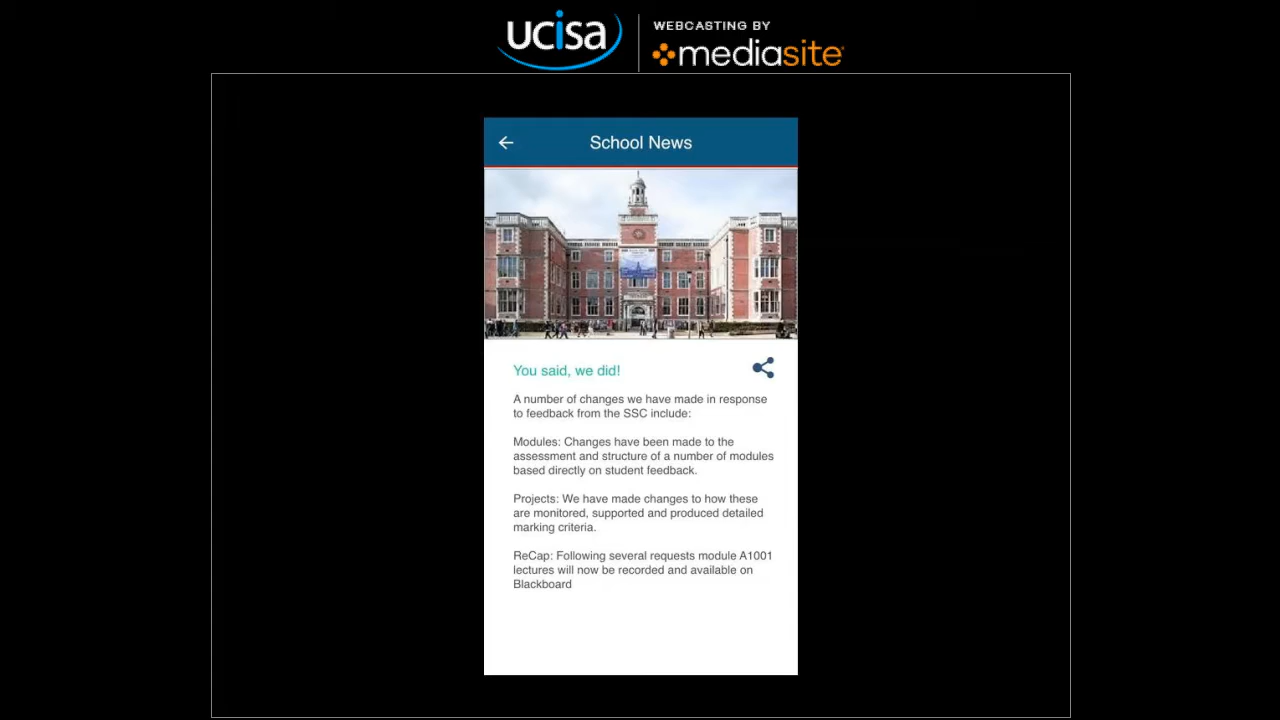 ucisa
WEBCASTING BY
mediasite
School News
You said, we did!
A number of changes we have made in response
to feedback from the SSC include:
Modules: Changes have been made to the
assessment and structure of a number of modules
based directly on student feedback.
Projects: We have made changes to how these
are monitored, supported and produced detailed
marking criteria.
ReCap: Following several requests module A1001
lectures will now be recorded and available on
Blackboard